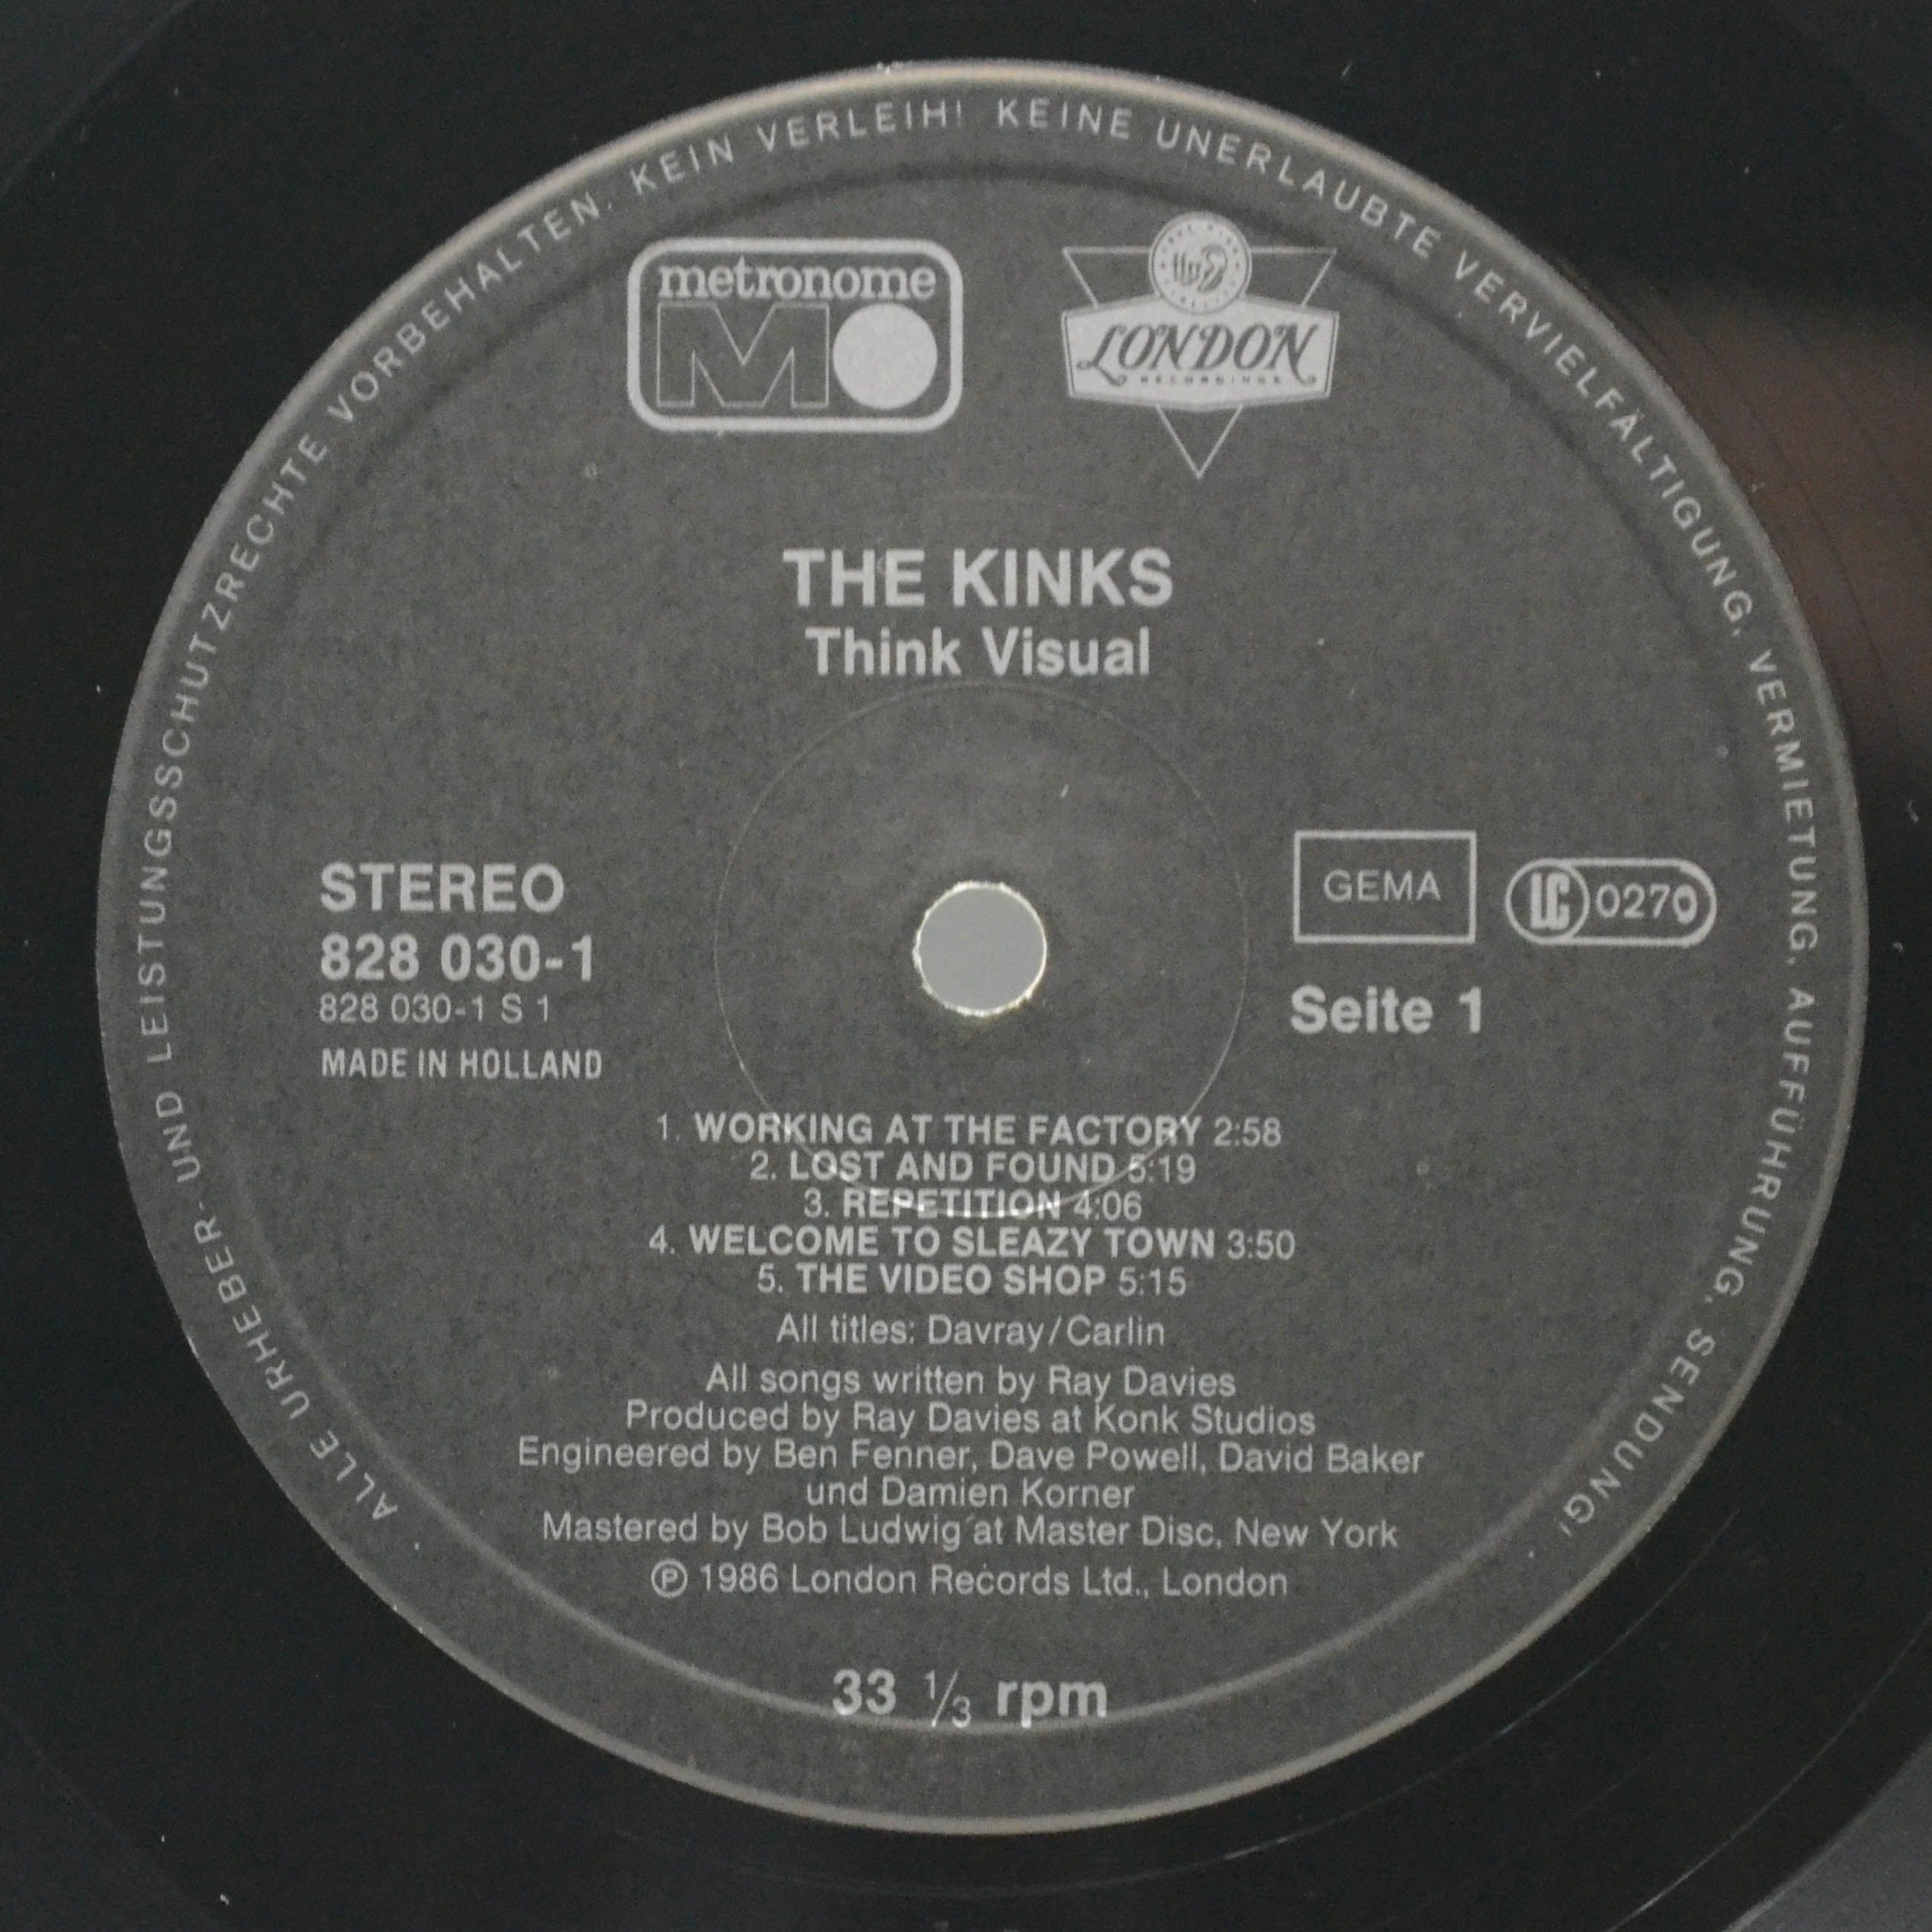 ALLE URHEBER- UND LEISTUNGSSCHUTZRECHTE VORBEHALTEN. KEIN VERLEIH! KEINE UNERLAUBTE VERVIELFÄLTIGUNG, VERMIETUNG, AUFFÜHRUNG, SENDUNG!
metronome
M
LONDON
RECORDINGS
THE KINKS
Think Visual
STEREO
828 030-1
828 030-1 S 1
MADE IN HOLLAND
GEMA
LC 0270
Seite 1
1. WORKING AT THE FACTORY 2:58
2. LOST AND FOUND 5:19
3. REPETITION 4:06
4. WELCOME TO SLEAZY TOWN 3:50
5. THE VIDEO SHOP 5:15
All titles: Davray/Carlin
All songs written by Ray Davies
Produced by Ray Davies at Konk Studios
Engineered by Ben Fenner, Dave Powell, David Baker
und Damien Korner
Mastered by Bob Ludwig at Master Disc, New York
Ⓟ 1986 London Records Ltd., London
33 1/3 rpm